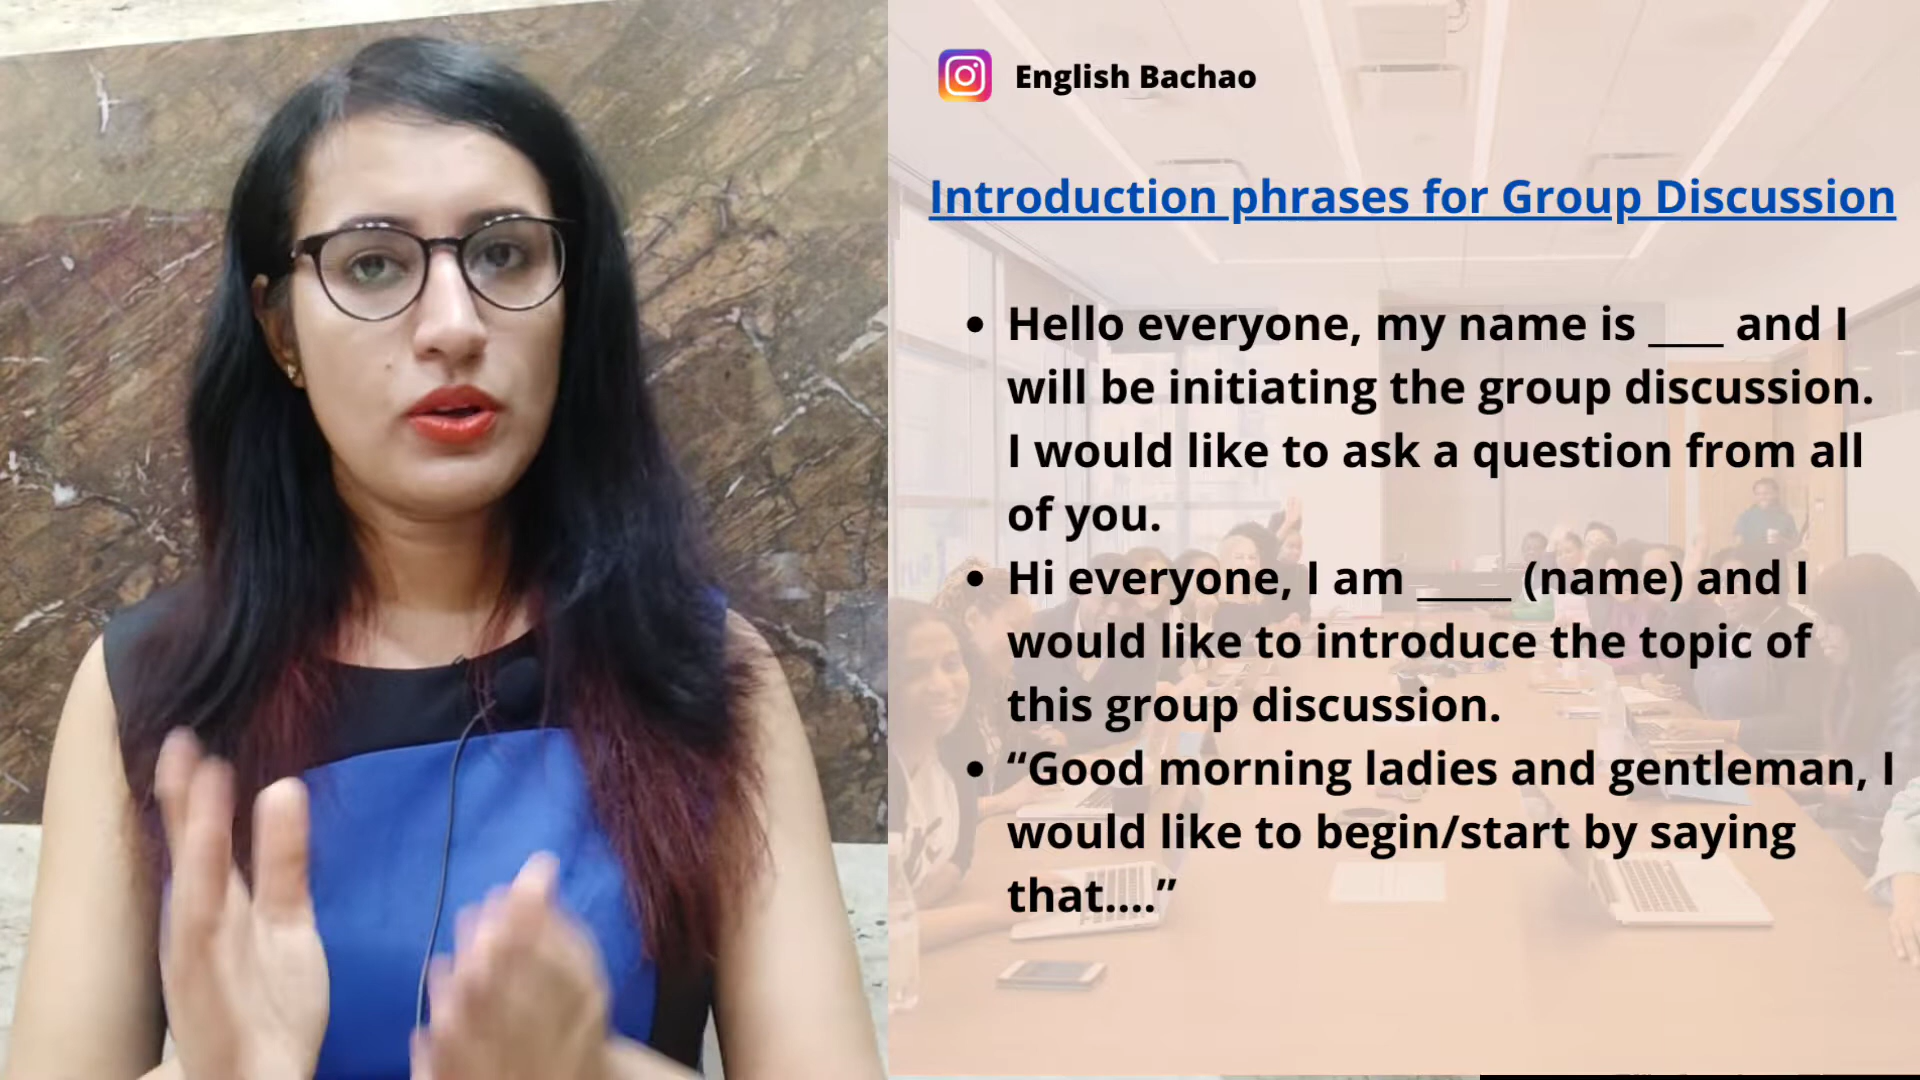 English Bachao
Introduction phrases for Group Discussion
• Hello everyone, my name is ____ and I
will be initiating the group discussion.
I would like to ask a question from all
of you.
• Hi everyone, I am _____ (name) and I
would like to introduce the topic of
this group discussion.
• “Good morning ladies and gentleman, I
would like to begin/start by saying
that....”